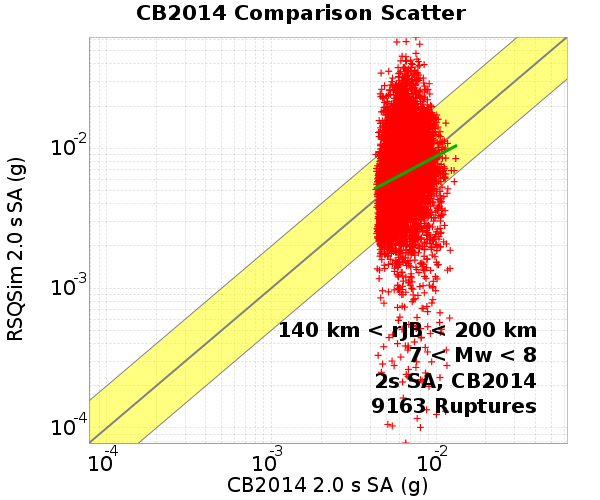 CB2014 Comparison Scatter
RSQSim 2.0 s SA (g)
10-2
10-3
10-4
140 km < rJB < 200 km
7 < Mw < 8
2s SA, CB2014
9163 Ruptures
10-4 10-3 10-2
CB2014 2.0 s SA (g)